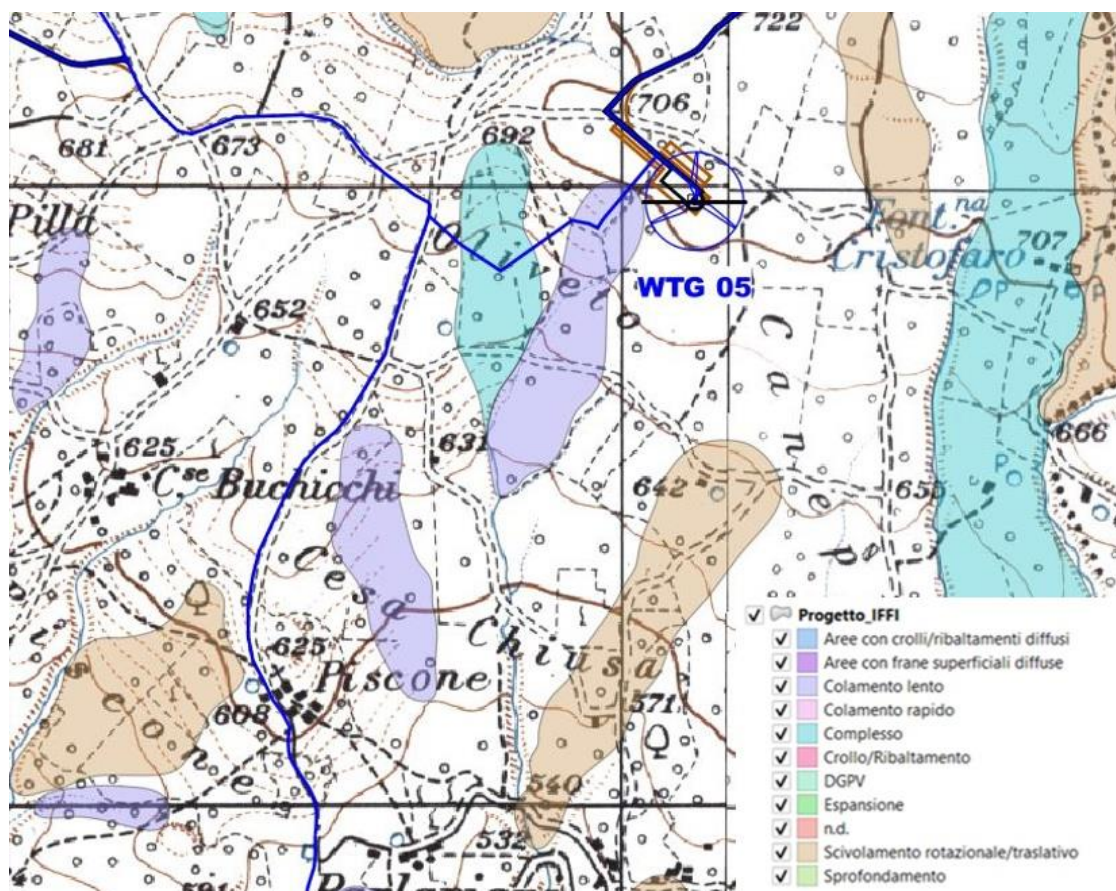 722
706
692
681
673
Pilla
Oliveto
Font.na
Cristofaro
707
WTG 05
652
Canepi
P
666
631
625
C.se Buchicchi
642
655
P
Cesa
Chiusa
625
Piscone
571
608
540
532
Progetto_IFFI
Aree con crolli/ribaltamenti diffusi
Aree con frane superficiali diffuse
Colamento lento
Colamento rapido
Complesso
Crollo/Ribaltamento
DGPV
Espansione
n.d.
Scivolamento rotazionale/traslativo
Sprofondamento